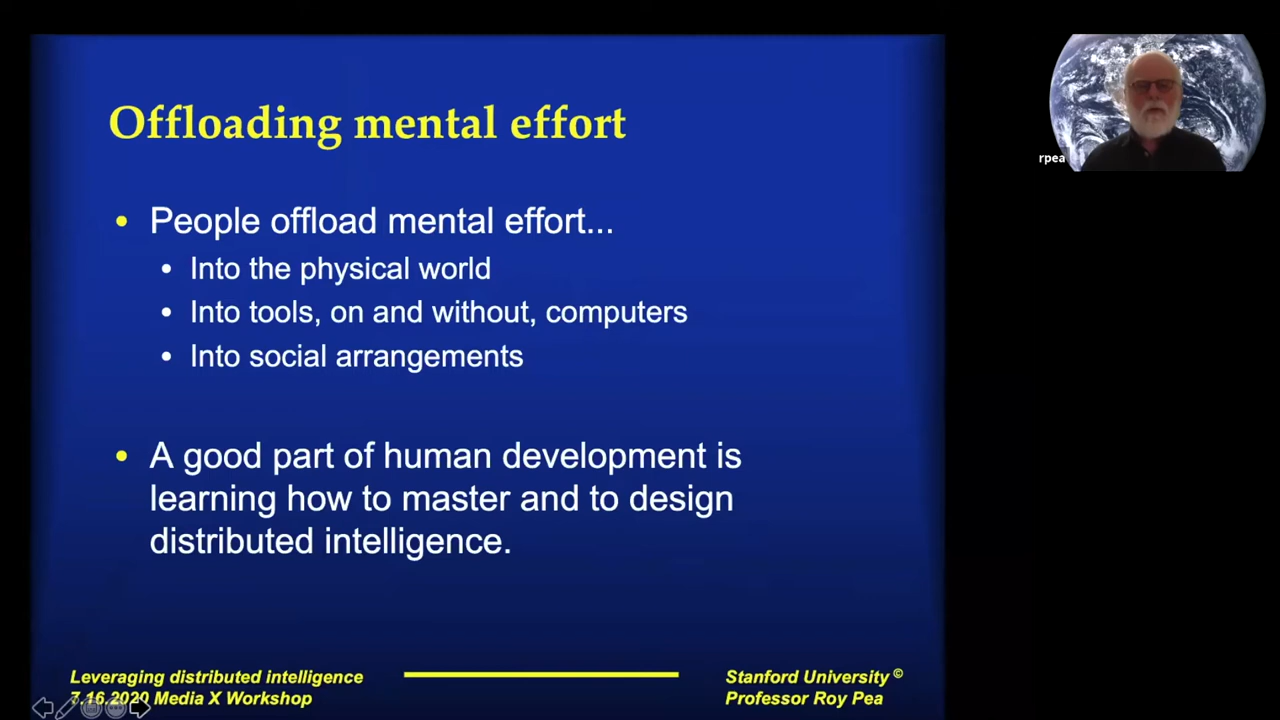 Offloading mental effort
• People offload mental effort...
• Into the physical world
• Into tools, on and without, computers
• Into social arrangements
• A good part of human development is
learning how to master and to design
distributed intelligence.
Leveraging distributed intelligence
7.16.2020 Media X Workshop
Stanford University ©
Professor Roy Pea
rpea